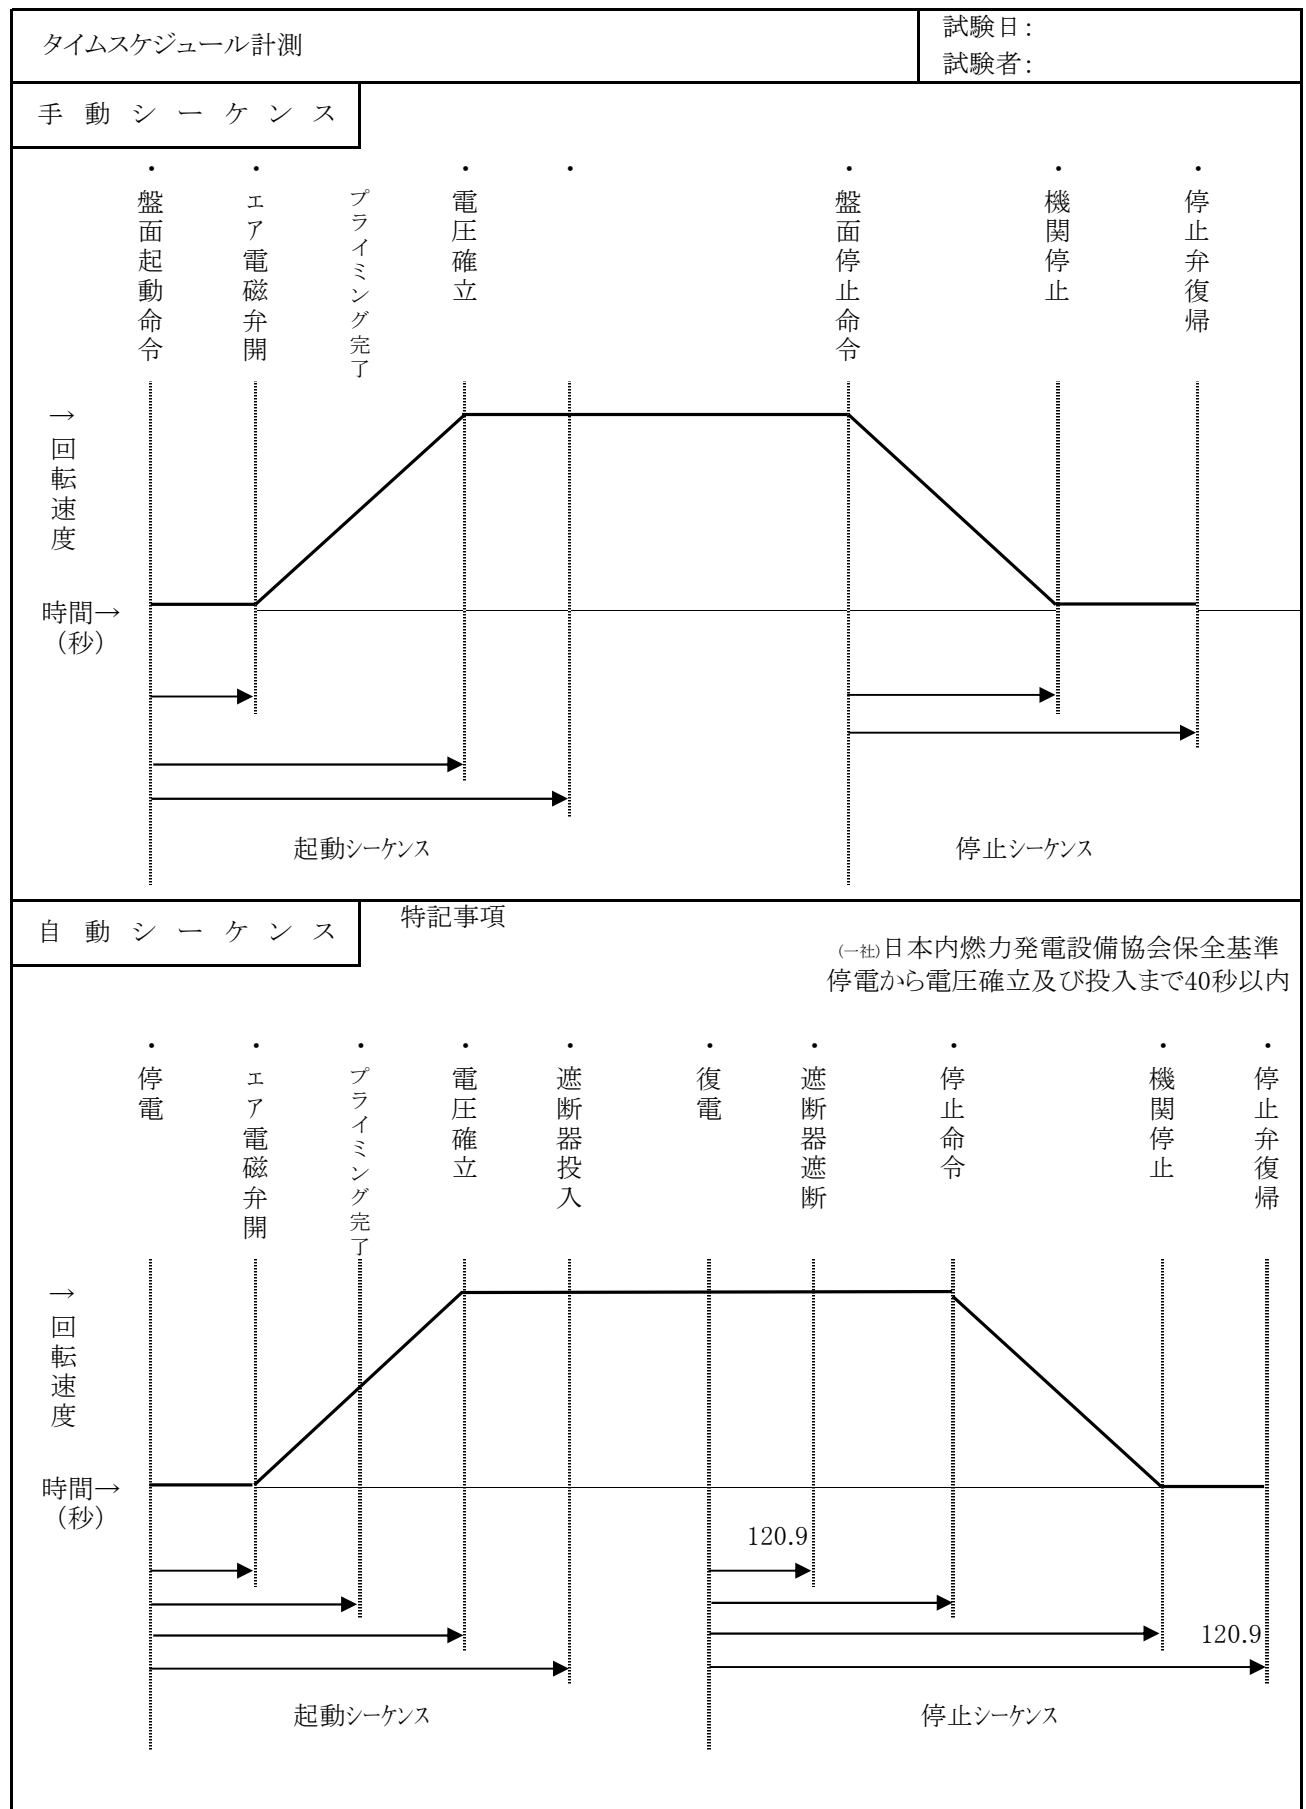 タイムスケジュール計測
試験日：
試験者：
手動シーケンス
・盤面起動命令
・エア電磁弁開
プライミング完了
・電圧確立
・
・盤面停止命令
・機関停止
・停止弁復帰
→回転速度
時間→
（秒）
起動シーケンス
停止シーケンス
自動シーケンス
特記事項
(一社)日本内燃力発電設備協会保全基準
停電から電圧確立及び投入まで40秒以内
・停電
・エア電磁弁開
・プライミング完了
・電圧確立
・遮断器投入
・復電
・遮断器遮断
・停止命令
・機関停止
・停止弁復帰
→回転速度
時間→
（秒）
120.9
120.9
起動シーケンス
停止シーケンス